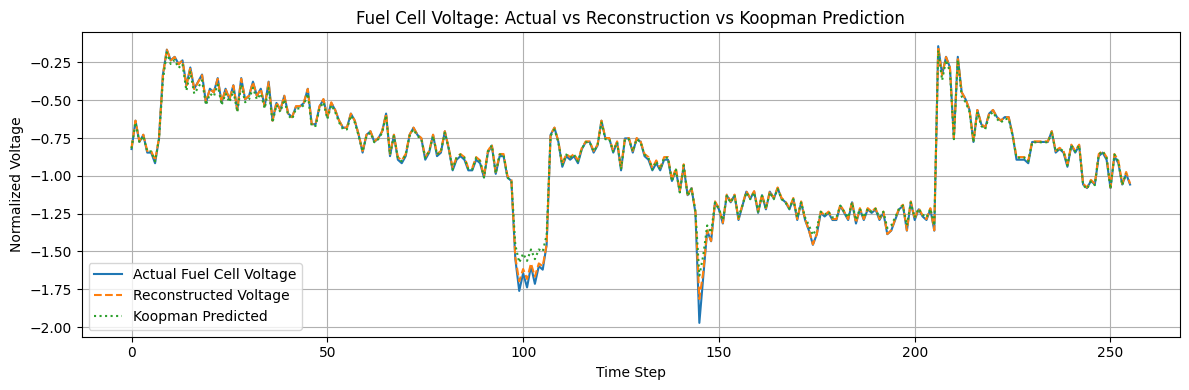 Fuel Cell Voltage: Actual vs Reconstruction vs Koopman Prediction
Normalized Voltage
−0.25
−0.50
−0.75
−1.00
−1.25
−1.50
−1.75
−2.00
Actual Fuel Cell Voltage
Reconstructed Voltage
Koopman Predicted
0
50
100
150
200
250
Time Step